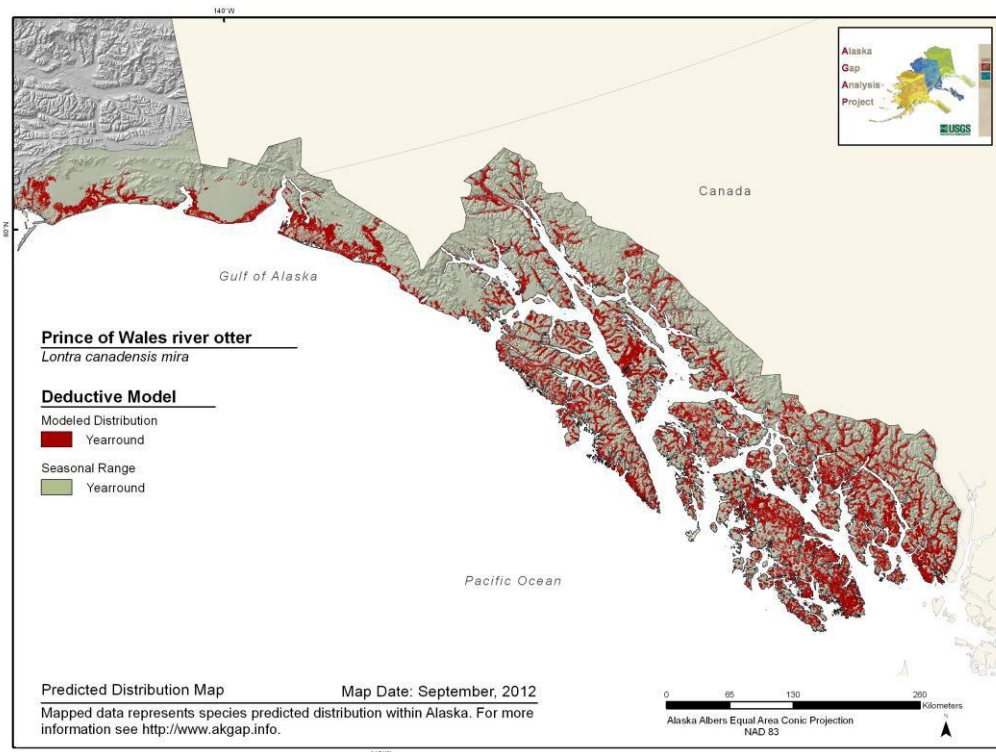 140°W
Alaska
Gap
Analysis
Project
USGS
Canada
60°N
Gulf of Alaska
Prince of Wales river otter
Lontra canadensis mira
Deductive Model
Modeled Distribution
Yearround
Seasonal Range
Yearround
Pacific Ocean
Predicted Distribution Map Map Date: September, 2012
Mapped data represents species predicted distribution within Alaska. For more
information see http://www.akgap.info.
0 65 130 260
Kilometers
Alaska Albers Equal Area Conic Projection
NAD 83
N